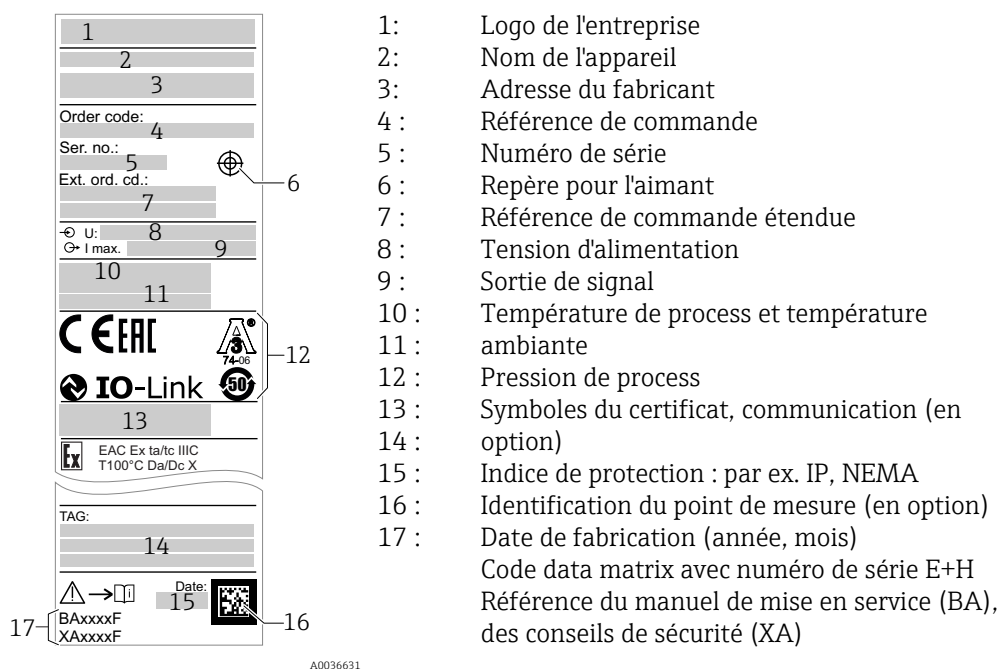 1
2
3
Order code:
4
Ser. no.:
5
Ext. ord. cd.:
6
7
U: 8
I max. 9
10
11
CE EAC A ® 3 74-06
12
IO-Link 50
13
Ex EAC Ex ta/tc IIIC
T100°C Da/Dc X
TAG:
14
Date:
15
16
17
BAxxxxF
XAxxxxF
A0036631
1: Logo de l'entreprise
2: Nom de l'appareil
3: Adresse du fabricant
4 : Référence de commande
5 : Numéro de série
6 : Repère pour l'aimant
7 : Référence de commande étendue
8 : Tension d'alimentation
9 : Sortie de signal
10 : Température de process et température
11 : ambiante
12 : Pression de process
13 : Symboles du certificat, communication (en
14 : option)
15 : Indice de protection : par ex. IP, NEMA
16 : Identification du point de mesure (en option)
17 : Date de fabrication (année, mois)
Code data matrix avec numéro de série E+H
Référence du manuel de mise en service (BA),
des conseils de sécurité (XA)